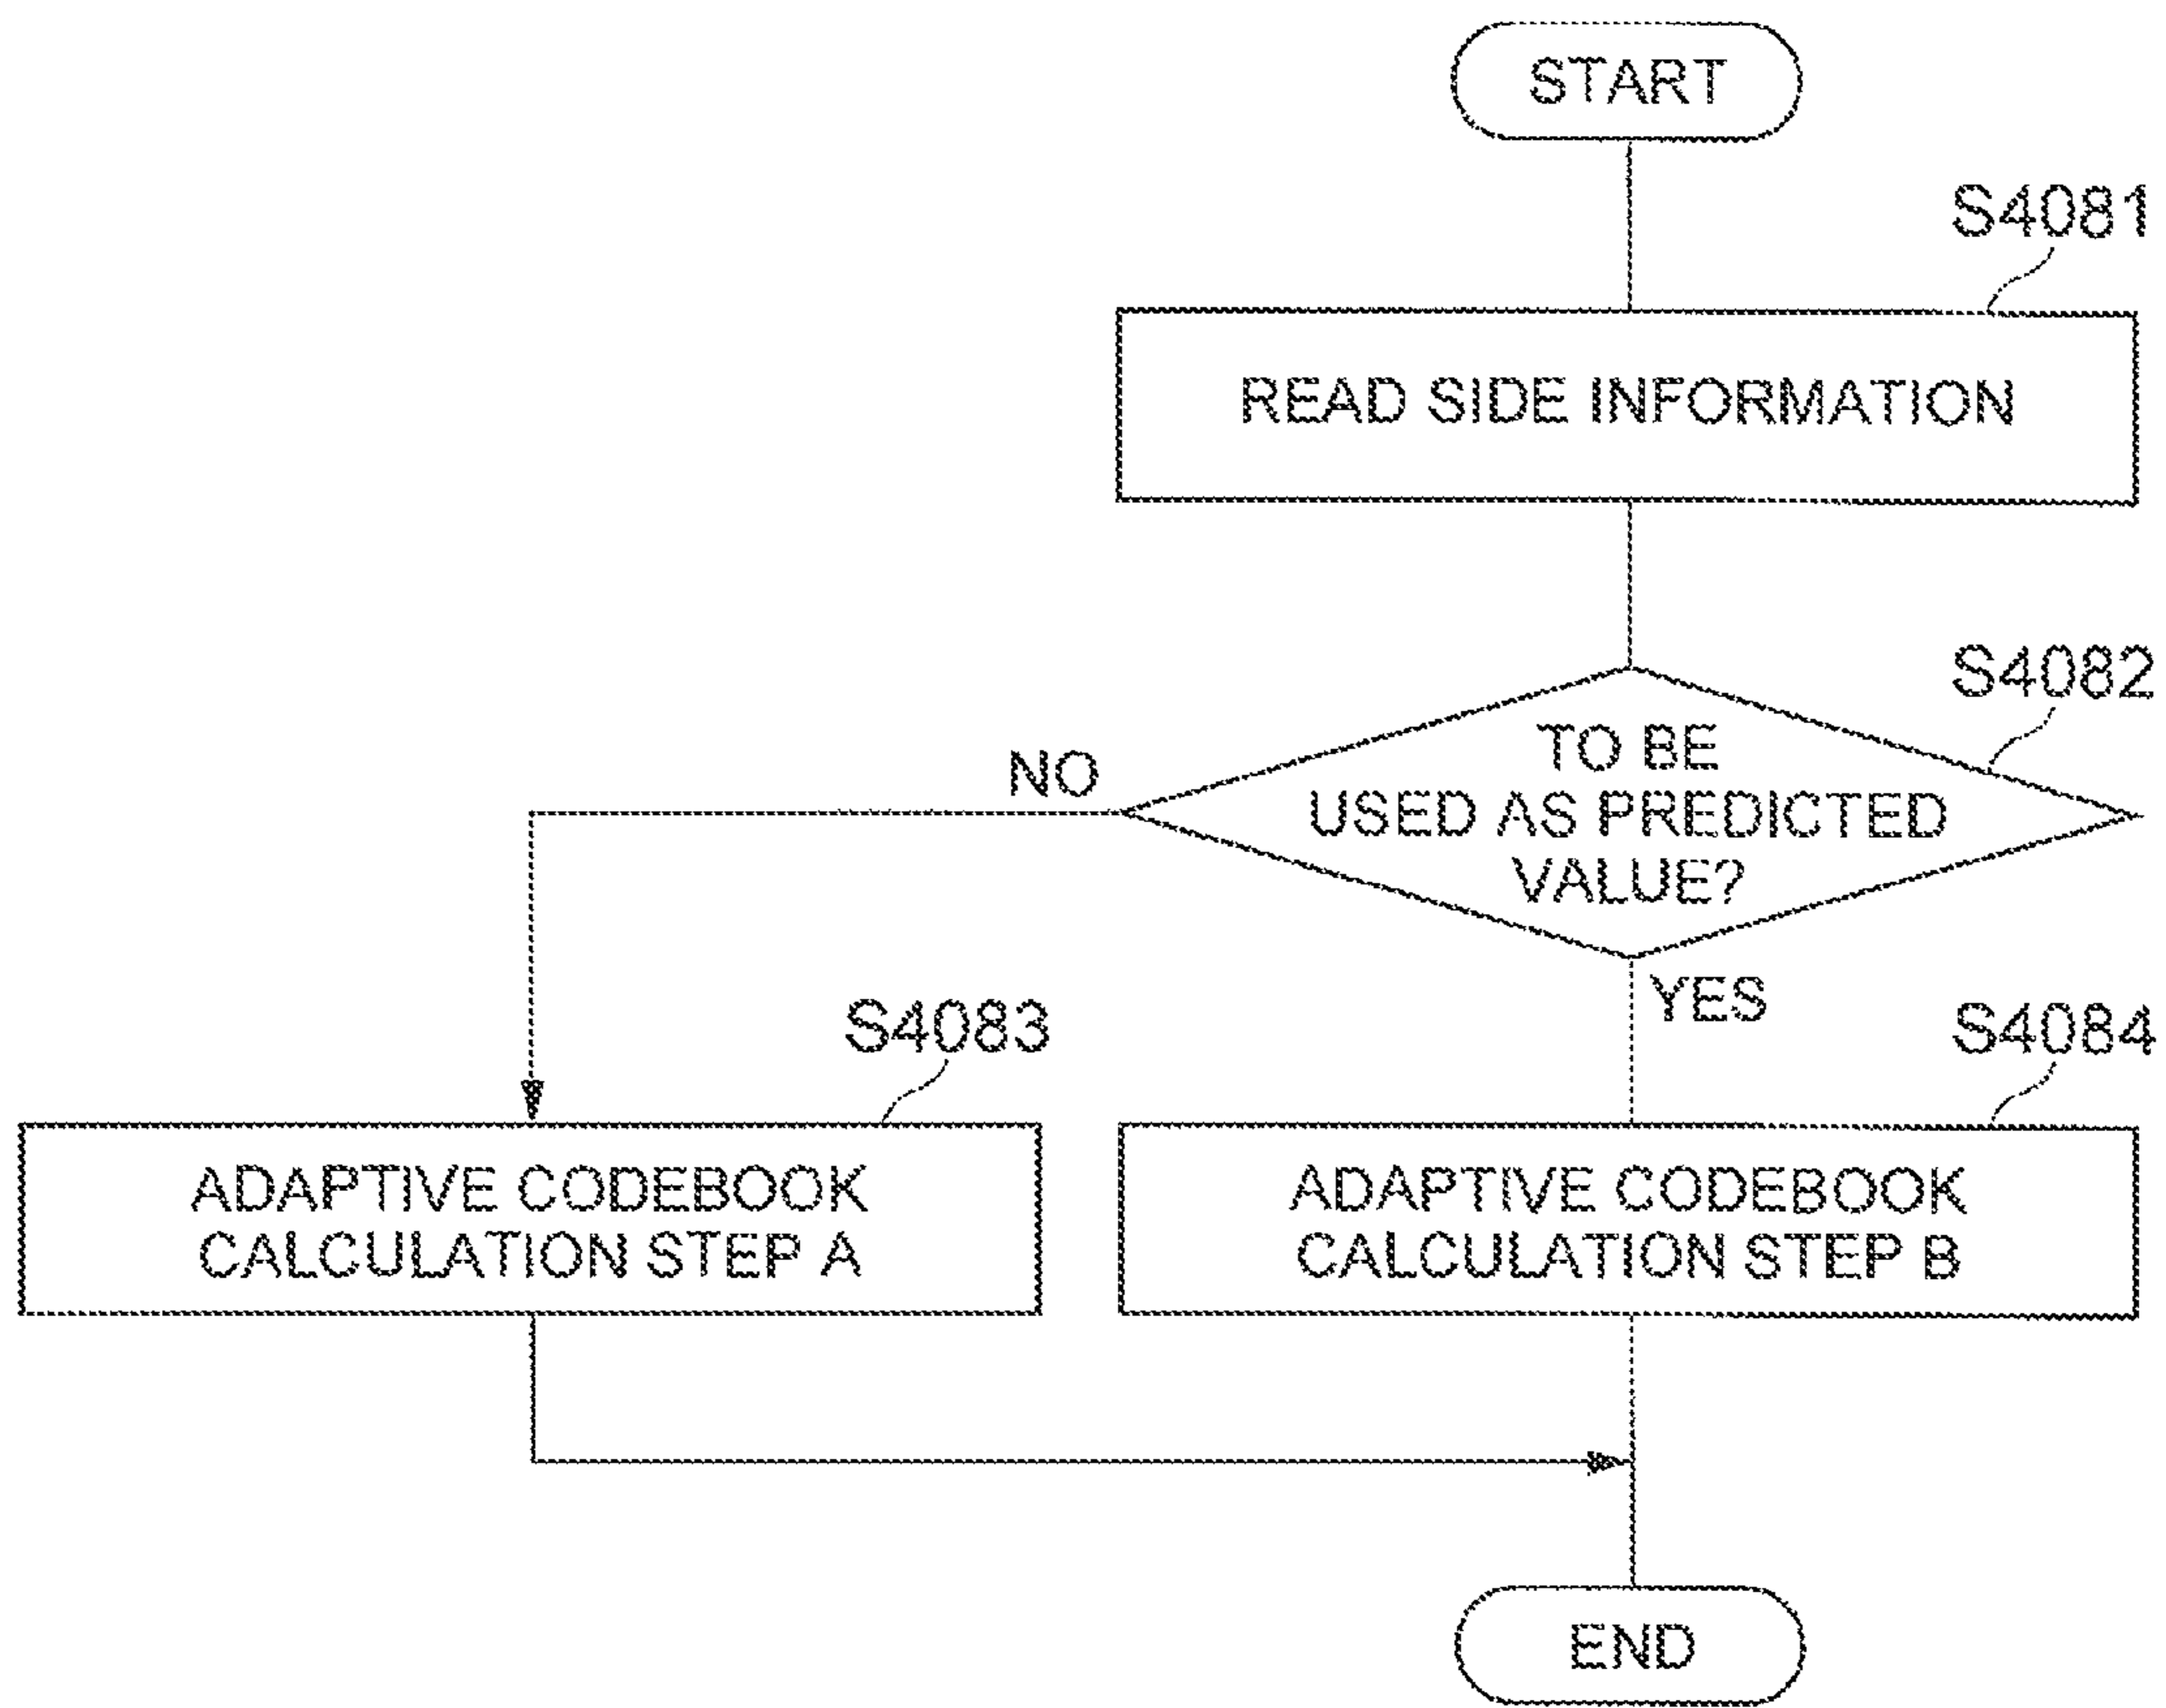 START
S4081
READ SIDE INFORMATION
S4082
TO BE
USED AS PREDICTED
VALUE?
NO
YES
S4083
S4084
ADAPTIVE CODEBOOK
CALCULATION STEP A
ADAPTIVE CODEBOOK
CALCULATION STEP B
END